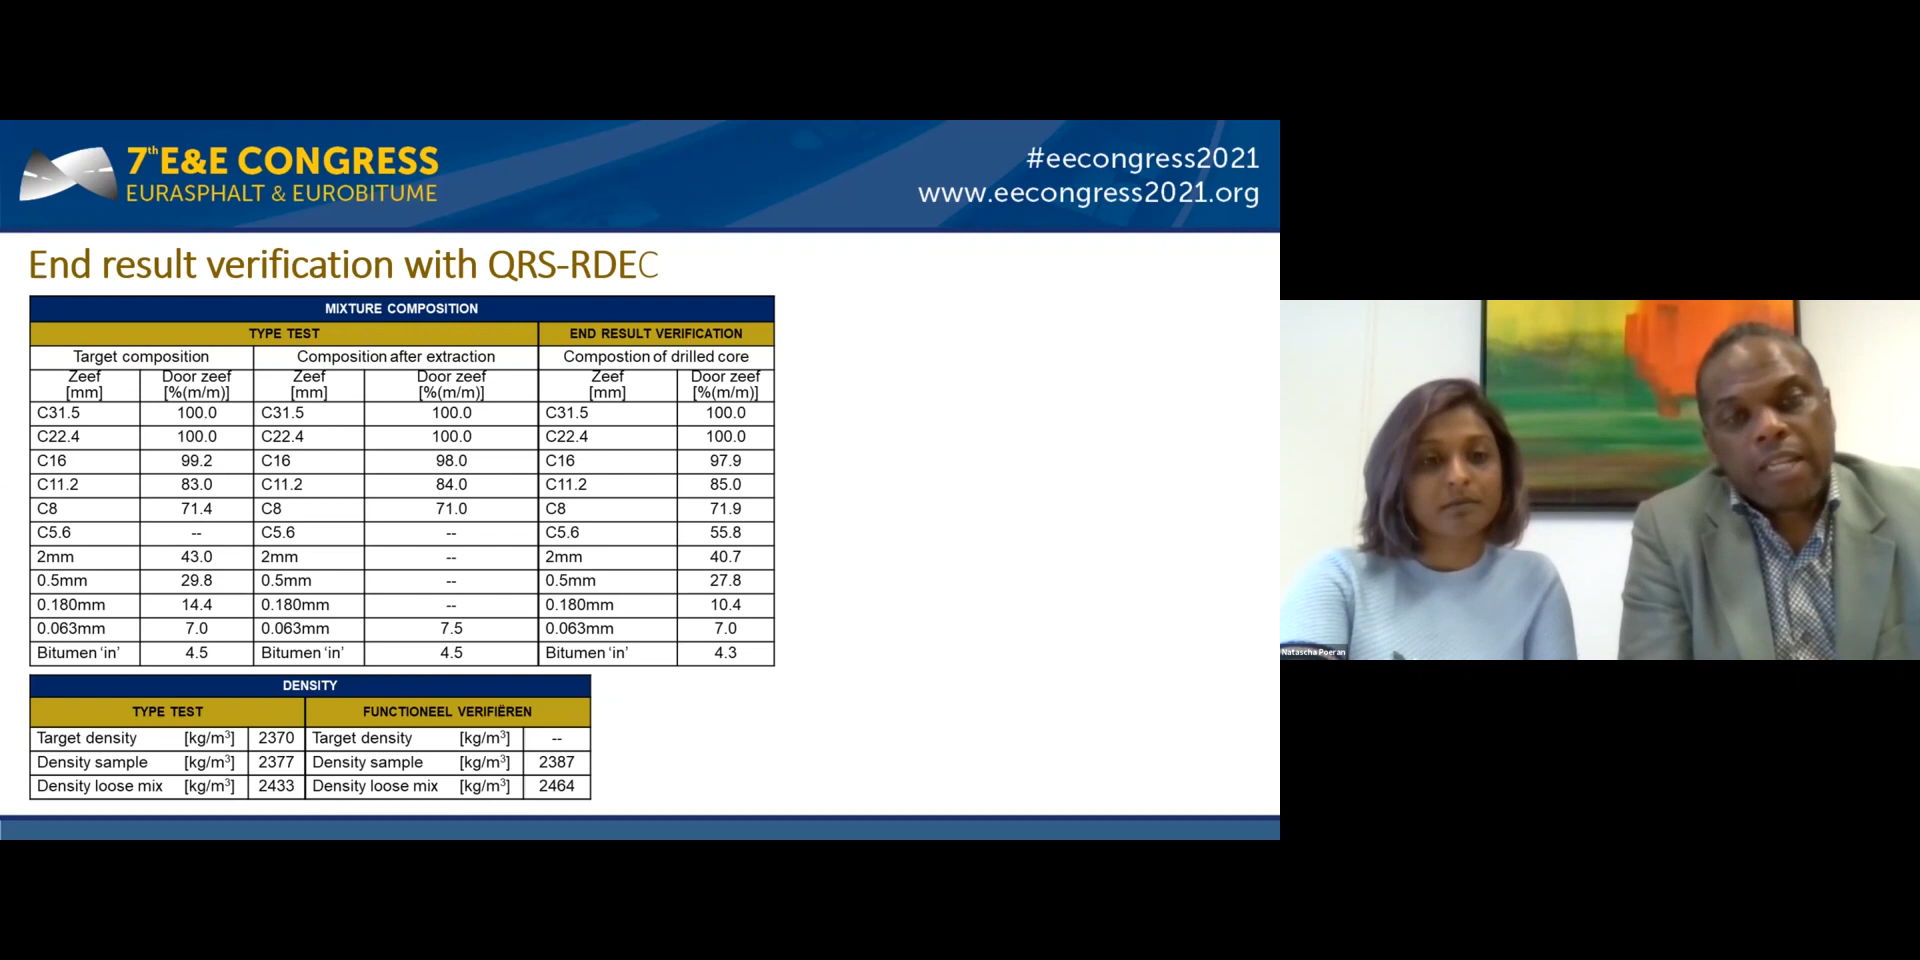 7th E&E CONGRESS
EURASPHALT & EUROBITUME
#eecongress2021
www.eecongress2021.org
End result verification with QRS-RDEC
MIXTURE COMPOSITION
TYPE TEST END RESULT VERIFICATION
Target composition Composition after extraction Compostion of drilled core
Zeef [mm] Door zeef [%(m/m)] Zeef [mm] Door zeef [%(m/m)] Zeef [mm] Door zeef [%(m/m)]
C31.5 100.0 C31.5 100.0 C31.5 100.0
C22.4 100.0 C22.4 100.0 C22.4 100.0
C16 99.2 C16 98.0 C16 97.9
C11.2 83.0 C11.2 84.0 C11.2 85.0
C8 71.4 C8 71.0 C8 71.9
C5.6 -- C5.6 -- C5.6 55.8
2mm 43.0 2mm -- 2mm 40.7
0.5mm 29.8 0.5mm -- 0.5mm 27.8
0.180mm 14.4 0.180mm -- 0.180mm 10.4
0.063mm 7.0 0.063mm 7.5 0.063mm 7.0
Bitumen ‘in’ 4.5 Bitumen ‘in’ 4.5 Bitumen ‘in’ 4.3
DENSITY
TYPE TEST FUNCTIONEEL VERIFIËREN
Target density [kg/m³] 2370 Target density [kg/m³] --
Density sample [kg/m³] 2377 Density sample [kg/m³] 2387
Density loose mix [kg/m³] 2433 Density loose mix [kg/m³] 2464
Natascha Poeran